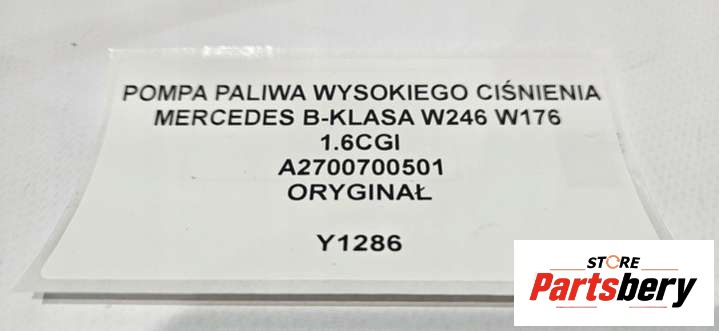 POMPA PALIWA WYSOKIEGO CIŚNIENIA
MERCEDES B-KLASA W246 W176
1.6CGI
A2700700501
ORYGINAŁ
Y1286
STORE
Partsbery